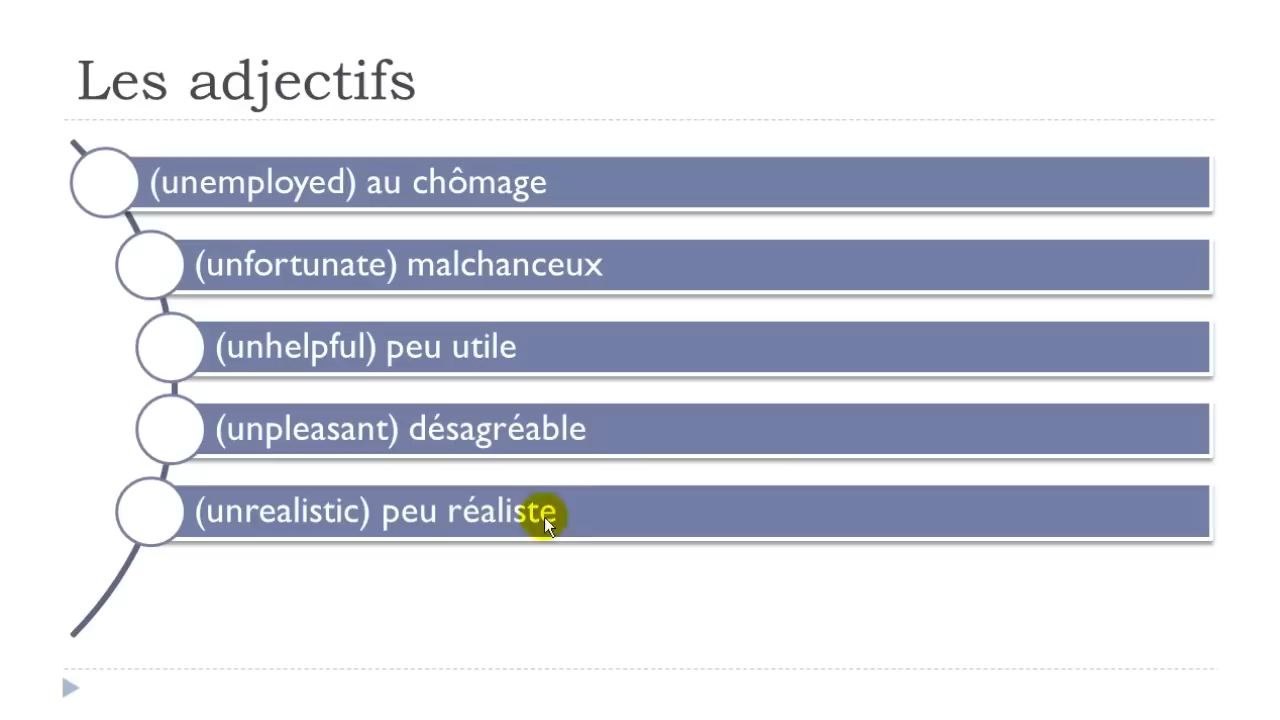 Les adjectifs
(unemployed) au chômage
(unfortunate) malchanceux
(unhelpful) peu utile
(unpleasant) désagréable
(unrealistic) peu réaliste